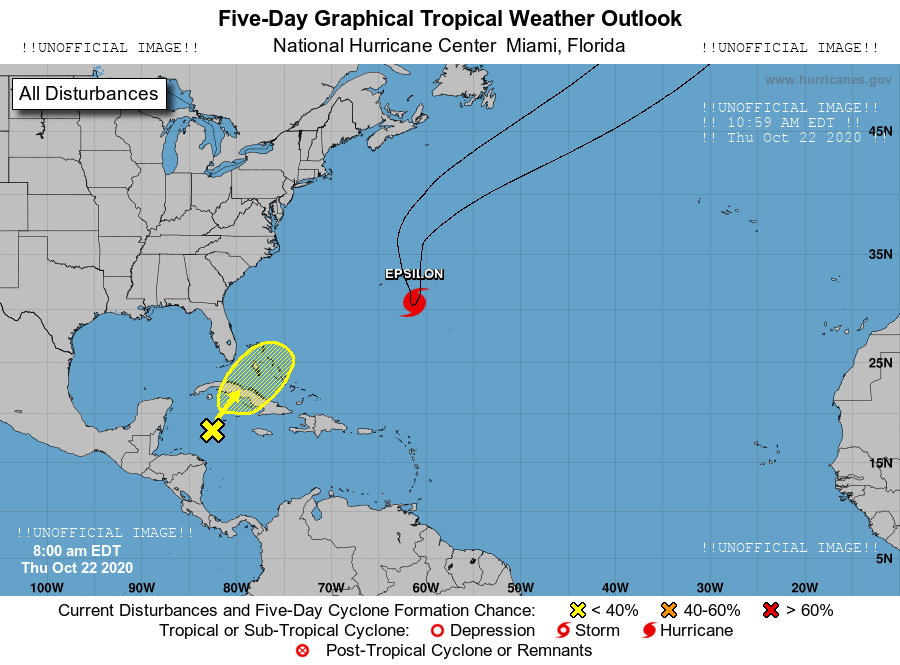 Five-Day Graphical Tropical Weather Outlook
!!UNOFFICIAL IMAGE!!
National Hurricane Center Miami, Florida
!!UNOFFICIAL IMAGE!!
www.hurricanes.gov
All Disturbances
!!UNOFFICIAL IMAGE!!
!! 10:59 AM EDT !!
!! Thu Oct 22 2020 !!
45N
35N
EPSILON
25N
15N
!!UNOFFICIAL IMAGE!!
8:00 am EDT
Thu Oct 22 2020
!!UNOFFICIAL IMAGE!!
5N
100W 90W 80W 70W 60W 50W 40W 30W 20W
Current Disturbances and Five-Day Cyclone Formation Chance: < 40% 40-60% > 60%
Tropical or Sub-Tropical Cyclone: Depression Storm Hurricane
Post-Tropical Cyclone or Remnants